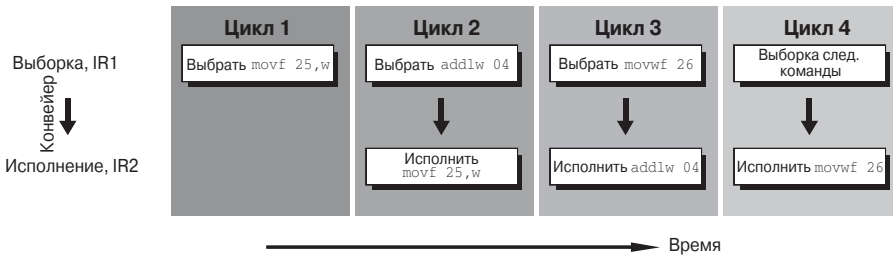 Цикл 1 Цикл 2 Цикл 3 Цикл 4
Выборка, IR1
Выбрать movf 25,w
Выбрать addlw 04
Выбрать movwf 26
Выборка след.
команды
Конвейер
Исполнение, IR2
Исполнить
movf 25,w
Исполнить addlw 04
Исполнить movwf 26
Время